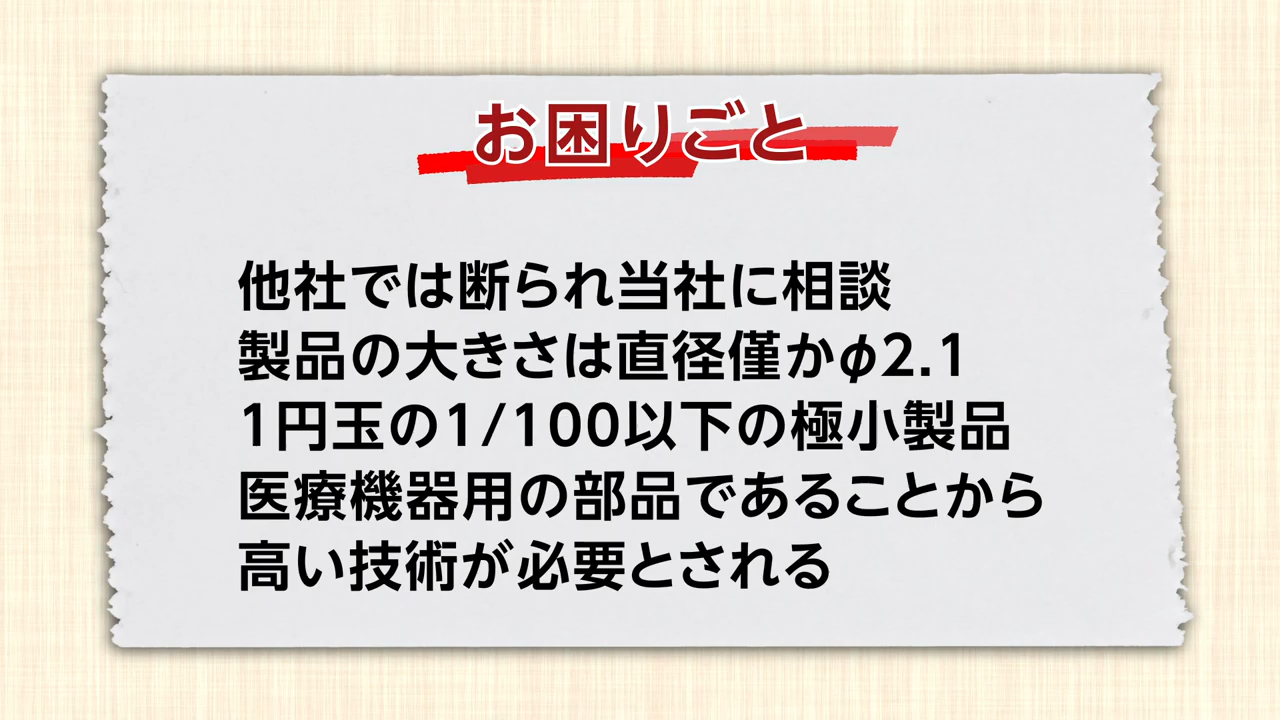 お困りごと
他社では断られ当社に相談
製品の大きさは直径僅かφ2.1
1円玉の1/100以下の極小製品
医療機器用の部品であることから
高い技術が必要とされる